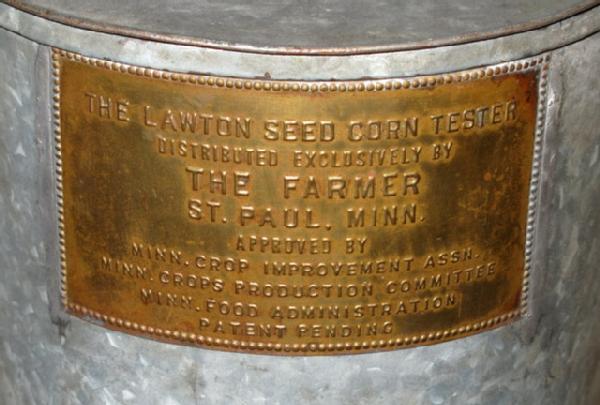 THE LAWTON SEED CORN TESTER
DISTRIBUTED EXCLUSIVELY BY
THE FARMER
ST. PAUL, MINN.
APPROVED BY
MINN. CROP IMPROVEMENT ASSN.
MINN. CROPS PRODUCTION COMMITTEE
MINN. FOOD ADMINISTRATION
PATENT PENDING